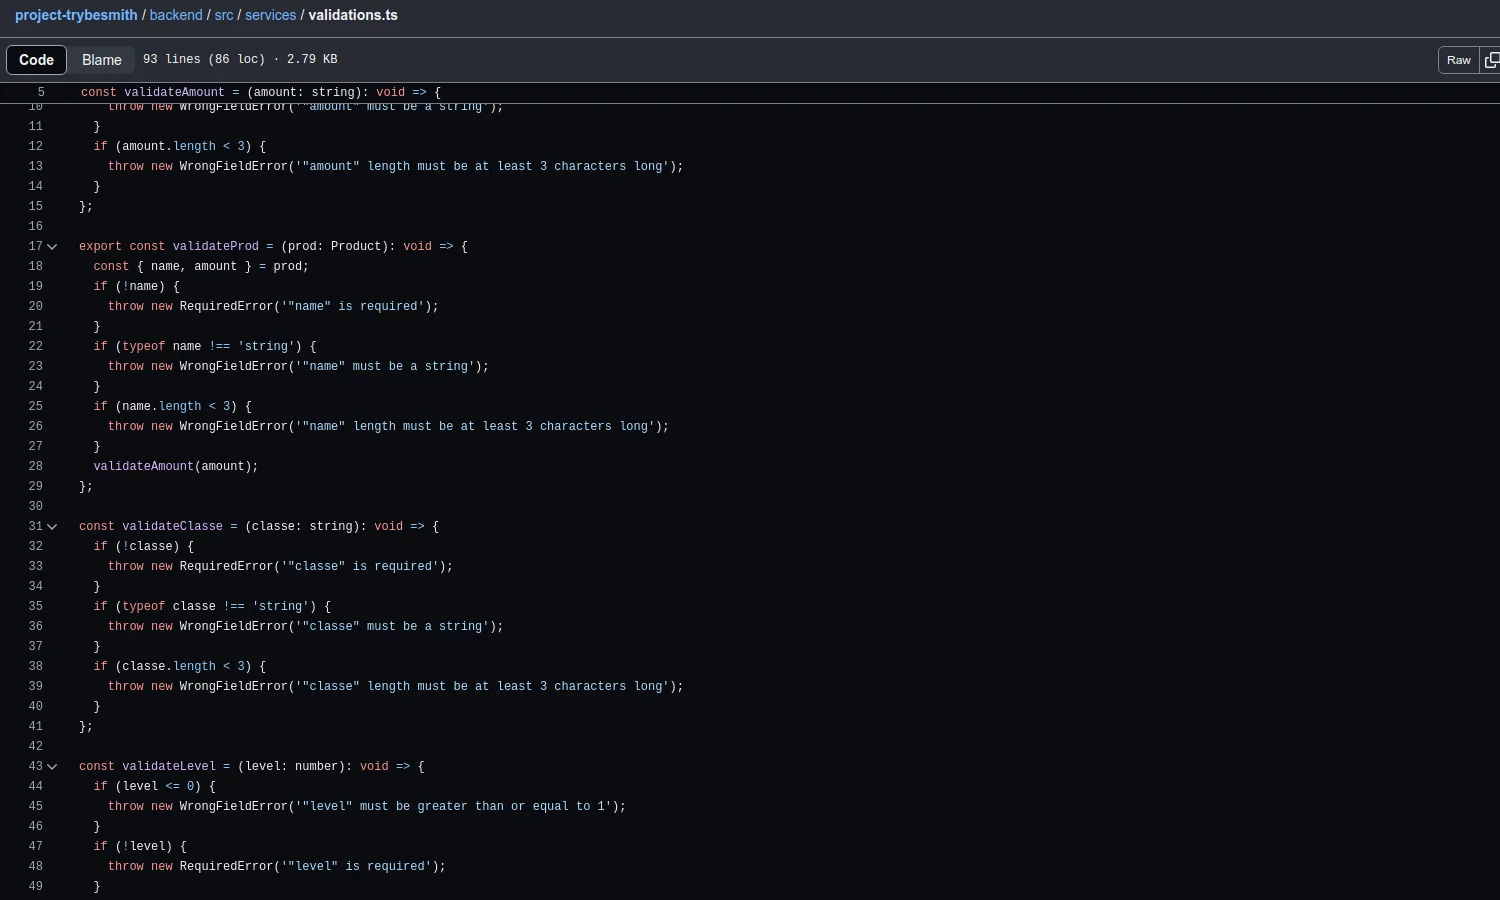 project-trybesmith / backend / src / services / validations.ts
Code Blame 93 lines (86 loc) · 2.79 KB Raw
5 const validateAmount = (amount: string): void => {
10 throw new WrongFieldError('"amount" must be a string');
11 }
12 if (amount.length < 3) {
13 throw new WrongFieldError('"amount" length must be at least 3 characters long');
14 }
15 };
16
17 export const validateProd = (prod: Product): void => {
18 const { name, amount } = prod;
19 if (!name) {
20 throw new RequiredError('"name" is required');
21 }
22 if (typeof name !== 'string') {
23 throw new WrongFieldError('"name" must be a string');
24 }
25 if (name.length < 3) {
26 throw new WrongFieldError('"name" length must be at least 3 characters long');
27 }
28 validateAmount(amount);
29 };
30
31 const validateClasse = (classe: string): void => {
32 if (!classe) {
33 throw new RequiredError('"classe" is required');
34 }
35 if (typeof classe !== 'string') {
36 throw new WrongFieldError('"classe" must be a string');
37 }
38 if (classe.length < 3) {
39 throw new WrongFieldError('"classe" length must be at least 3 characters long');
40 }
41 };
42
43 const validateLevel = (level: number): void => {
44 if (level <= 0) {
45 throw new WrongFieldError('"level" must be greater than or equal to 1');
46 }
47 if (!level) {
48 throw new RequiredError('"level" is required');
49 }